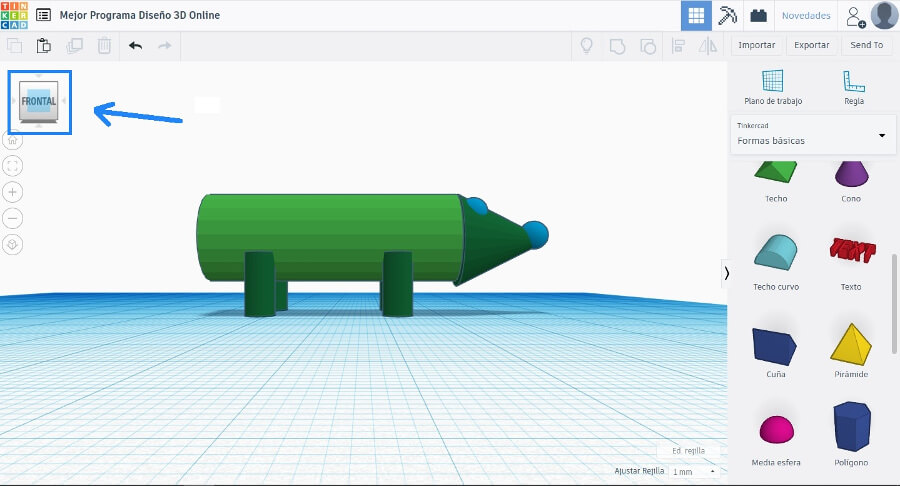 TIN
KER
CAD
Mejor Programa Diseño 3D Online
Novedades
Importar
Exportar
Send To
FRONTAL
Plano de trabajo
Regla
Tinkercad
Formas básicas
Techo
Cono
TEXT
Techo curvo
Texto
Cuña
Pirámide
Media esfera
Polígono
Ed. rejilla
Ajustar Rejilla
1 mm